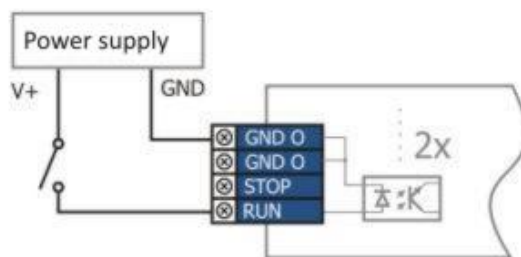 Power supply
V+
GND
GND O
GND O
STOP
RUN
2x